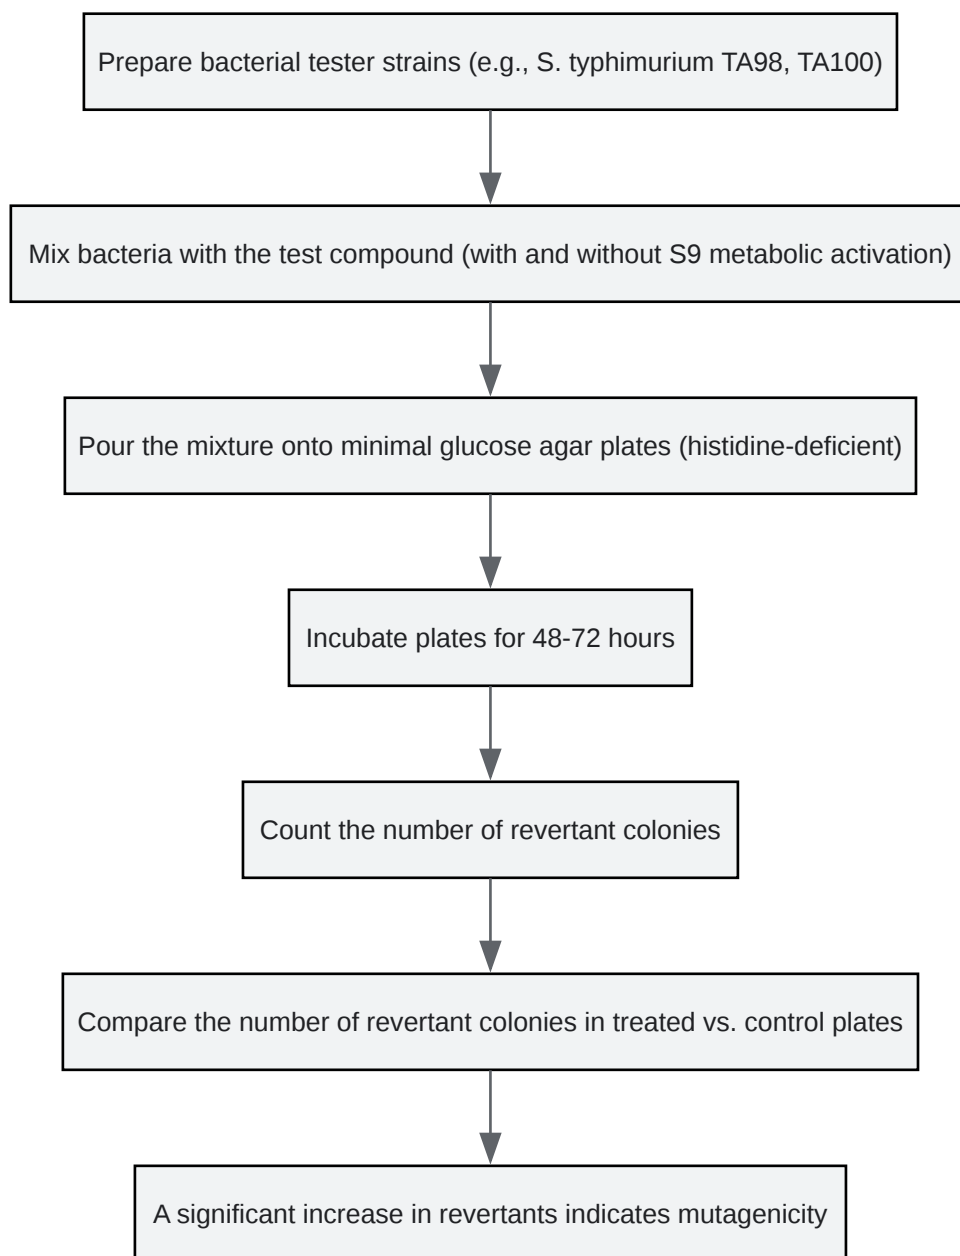 Prepare bacterial tester strains (e.g., S. typhimurium TA98, TA100)
Mix bacteria with the test compound (with and without S9 metabolic activation)
Pour the mixture onto minimal glucose agar plates (histidine-deficient)
Incubate plates for 48-72 hours
Count the number of revertant colonies
Compare the number of revertant colonies in treated vs. control plates
A significant increase in revertants indicates mutagenicity